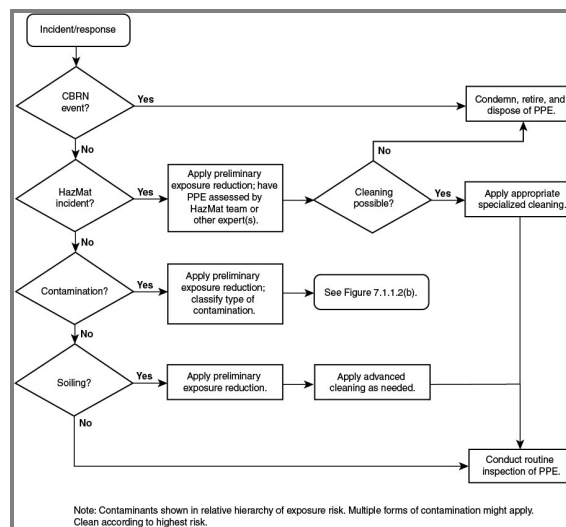 Incident/response
CBRN
event?
Yes
Condemn, retire, and
dispose of PPE.
No
No
HazMat
incident?
Yes
Apply preliminary
exposure reduction; have
PPE assessed by
HazMat team or
other expert(s).
Cleaning
possible?
Yes
Apply appropriate
specialized cleaning.
No
Contamination?
Yes
Apply preliminary
exposure reduction;
classify type of
contamination.
See Figure 7.1.1.2(b).
No
Soiling?
Yes
Apply preliminary
exposure reduction.
Apply advanced
cleaning as needed.
No
Conduct routine
inspection of PPE.
Note: Contaminants shown in relative hierarchy of exposure risk. Multiple forms of contamination might apply.
Clean according to highest risk.